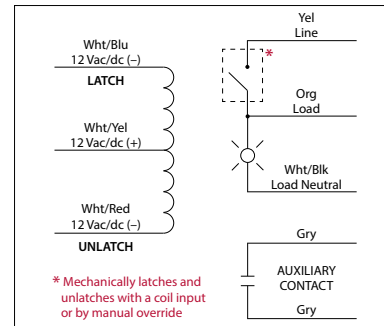 Wht/Blu
12 Vac/dc (–)
LATCH
Wht/Yel
12 Vac/dc (+)
Wht/Red
12 Vac/dc (–)
UNLATCH
* Mechanically latches and
unlatches with a coil input
or by manual override
Yel
Line
*
Org
Load
Wht/Blk
Load Neutral
Gry
AUXILIARY
CONTACT
Gry